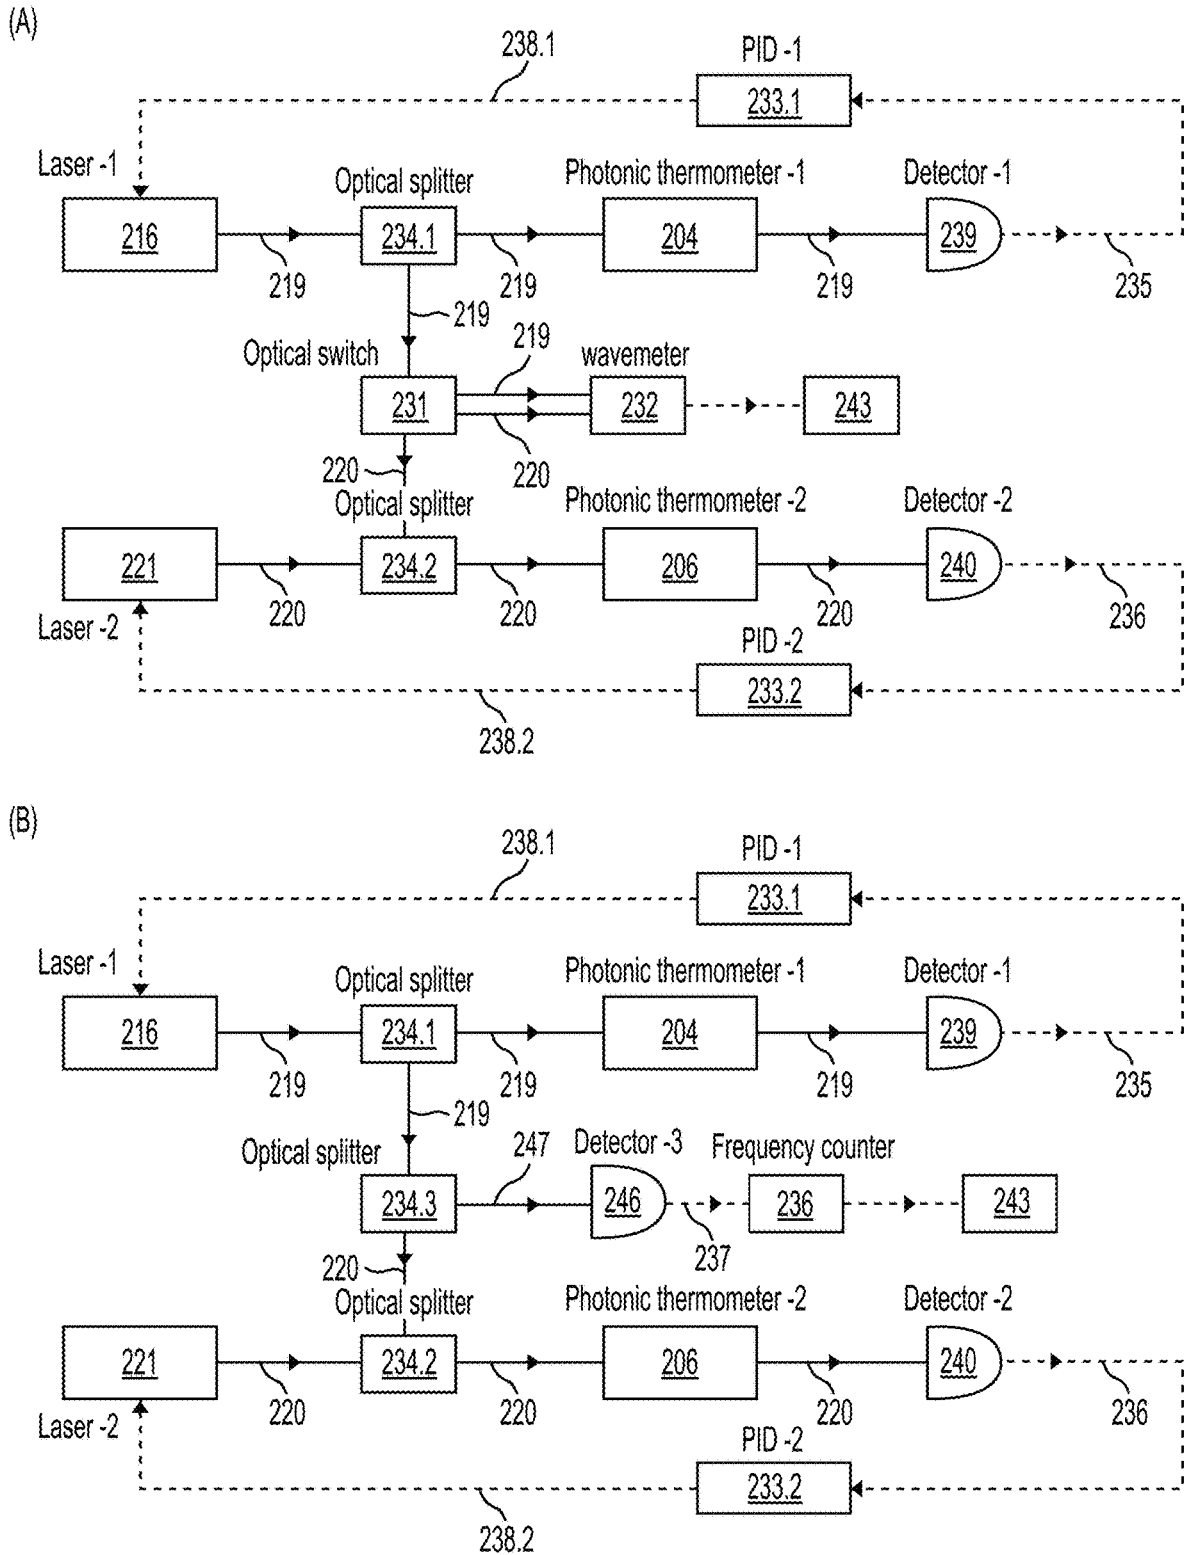 (A)
238.1
PID -1
233.1
Laser -1
Optical splitter
Photonic thermometer -1
Detector -1
216
234.1
204
239
219
219
219
235
219
Optical switch
219
wavemeter
231
232
243
220
220
Optical splitter
Photonic thermometer -2
Detector -2
221
234.2
206
240
220
220
220
236
Laser -2
PID -2
233.2
238.2
(B)
238.1
PID -1
233.1
Laser -1
Optical splitter
Photonic thermometer -1
Detector -1
216
234.1
204
239
219
219
219
235
219
Optical splitter
247
Detector -3
Frequency counter
234.3
246
236
243
237
220
Optical splitter
Photonic thermometer -2
Detector -2
221
234.2
206
240
220
220
220
236
Laser -2
PID -2
233.2
238.2